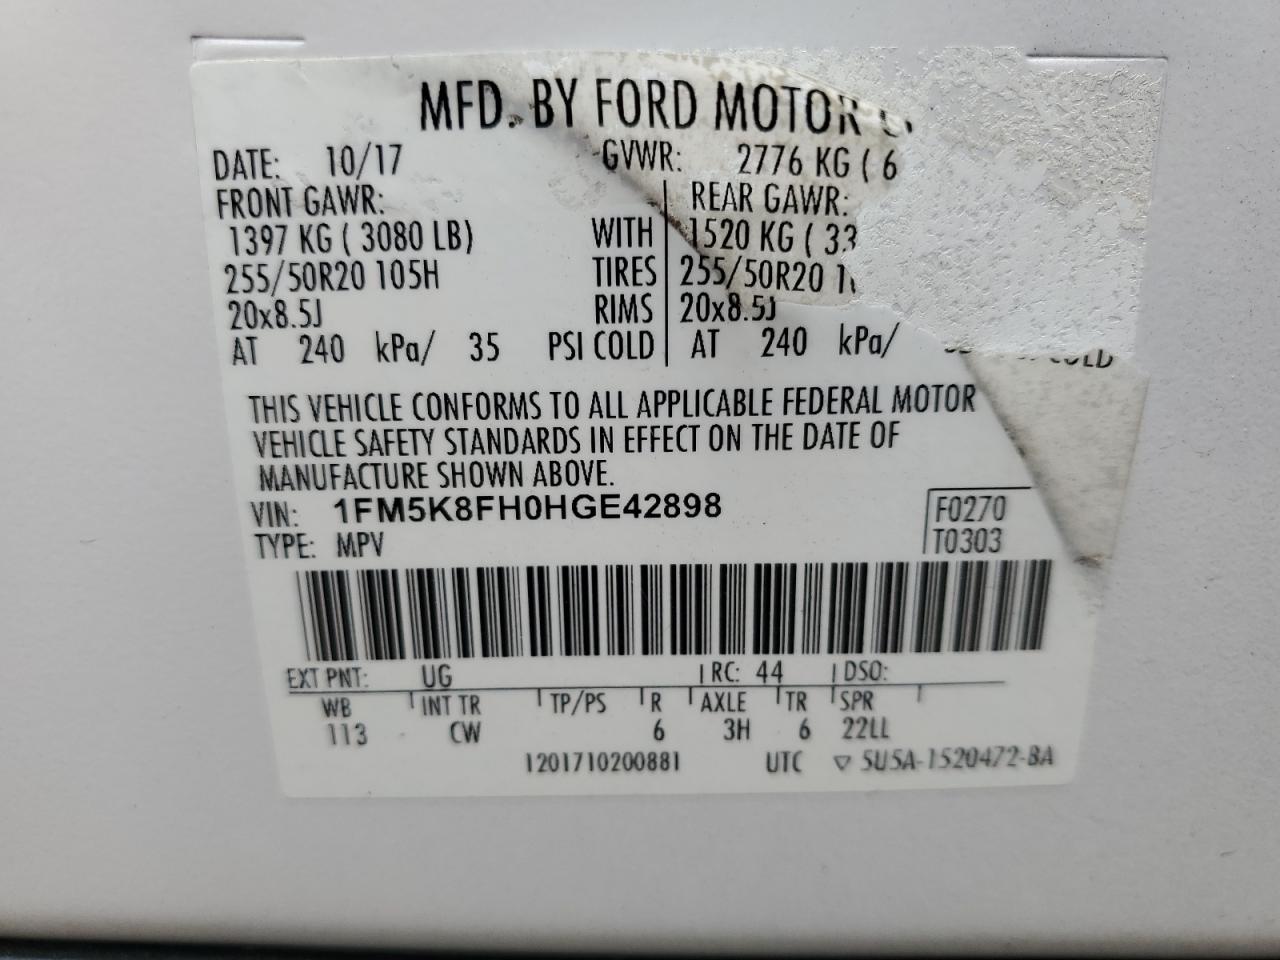 MFD. BY FORD MOTOR
DATE: 10/17 GVWR: 2776 KG ( 6
FRONT GAWR: REAR GAWR:
1397 KG ( 3080 LB) WITH 1520 KG ( 33
255/50R20 105H TIRES 255/50R20
20x8.5J RIMS 20x8.5J
AT 240 kPa/ 35 PSI COLD AT 240 kPa/ COLD
THIS VEHICLE CONFORMS TO ALL APPLICABLE FEDERAL MOTOR
VEHICLE SAFETY STANDARDS IN EFFECT ON THE DATE OF
MANUFACTURE SHOWN ABOVE.
VIN: 1FM5K8FH0HGE42898 F0270
TYPE: MPV T0303
EXT PNT: UG RC: 44 DSO:
WB INT TR TP/PS R AXLE TR SPR
113 CW 6 3H 6 22LL
1201710200881 UTC ▽ 5U5A-1520472-BA